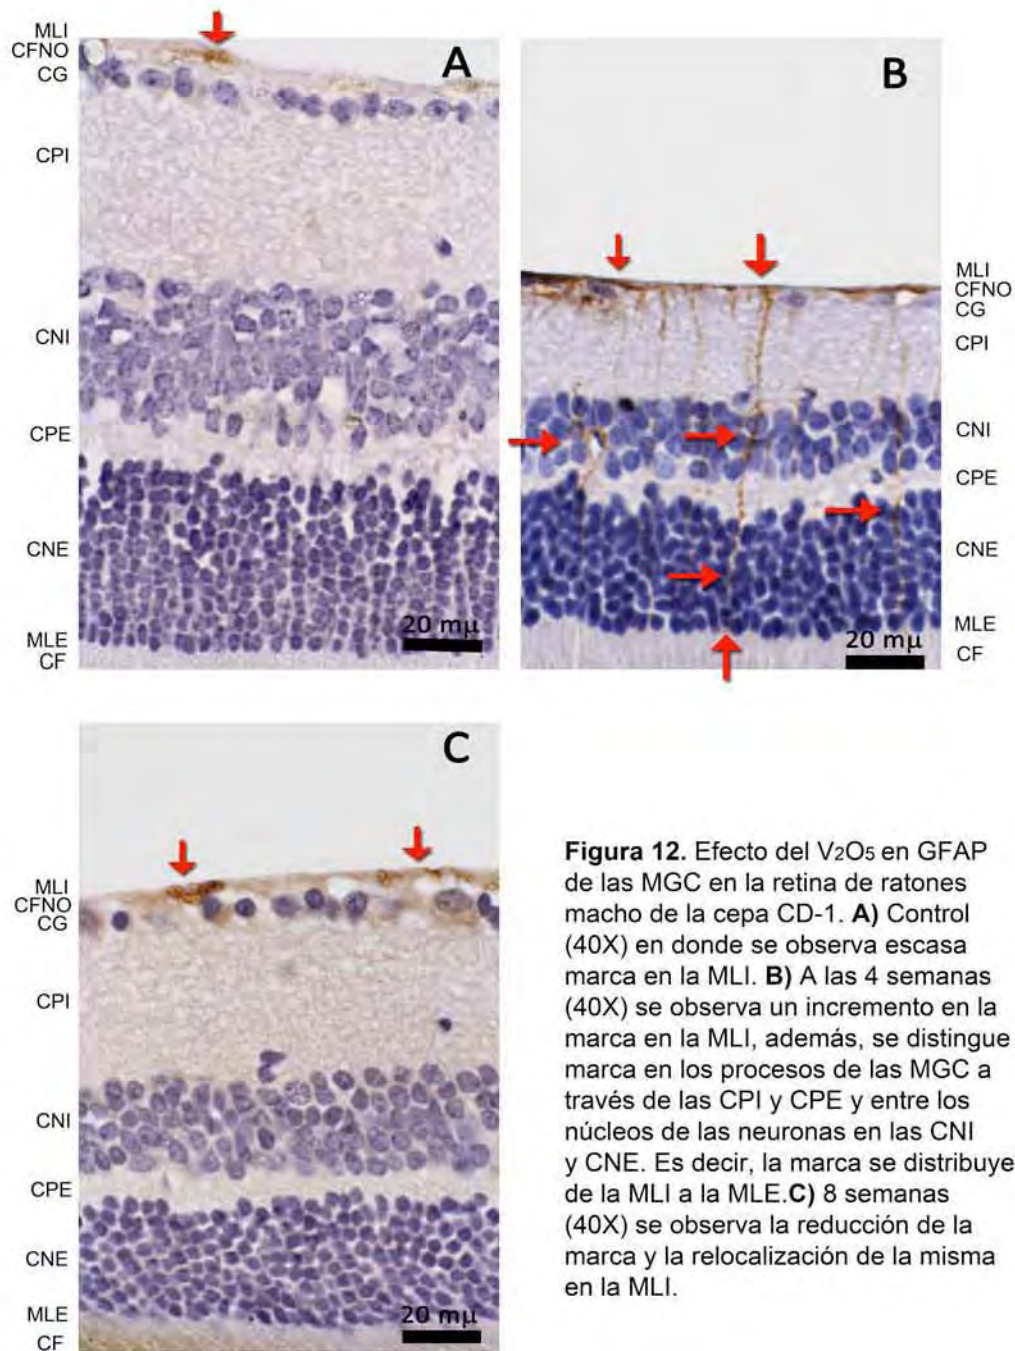 A
MLI
CFNO
CG
CPI
CNI
CPE
CNE
MLE
CF
20 mµ
B
MLI
CFNO
CG
CPI
CNI
CPE
CNE
MLE
CF
20 mµ
C
MLI
CFNO
CG
CPI
CNI
CPE
CNE
MLE
CF
20 mµ
Figura 12. Efecto del V2O5 en GFAP
de las MGC en la retina de ratones
macho de la cepa CD-1. A) Control
(40X) en donde se observa escasa
marca en la MLI. B) A las 4 semanas
(40X) se observa un incremento en la
marca en la MLI, además, se distingue
marca en los procesos de las MGC a
través de las CPI y CPE y entre los
núcleos de las neuronas en las CNI
y CNE. Es decir, la marca se distribuye
de la MLI a la MLE.C) 8 semanas
(40X) se observa la reducción de la
marca y la relocalización de la misma
en la MLI.